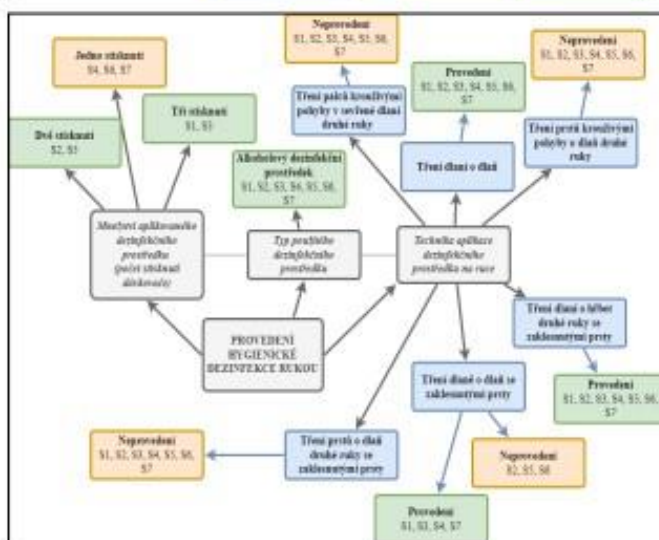 Neprovedení
S1, S2, S3, S4, S5, S6,
S7
Jedno stisknutí
S4, S6, S7
Provedení
S1, S2, S3, S4, S5, S6,
S7
Neprovedení
S1, S2, S3, S4, S5, S6,
S7
Tření palců krouživými
pohyby v sevřené dlani
druhé ruky
Tři stisknutí
S1, S3
Tření prstů krouživými
pohyby o dlaň druhé
ruky
Dvě stisknutí
S2, S5
Alkoholový dezinfekční
prostředek
S1, S2, S3, S4, S5, S6,
S7
Tření dlaní o dlaň
Množství aplikovaného
dezinfekčního
prostředku
(počet stisknutí
dávkovače)
Typ použitého
dezinfekčního
prostředku
Technika aplikace
dezinfekčního
prostředku na ruce
Tření dlaní o hřbet
druhé ruky se
zaklesnutými prsty
PROVEDENÍ
HYGIENICKÉ
DEZINFEKCE RUKOU
Tření dlaně o dlaň se
zaklesnutými prsty
Provedení
S1, S2, S3, S4, S5, S6,
S7
Neprovedení
S1, S2, S3, S4, S5, S6,
S7
Tření prstů o dlaň
druhé ruky se
zaklesnutými prsty
Neprovedení
S2, S5, S6
Provedení
S1, S3, S4, S7